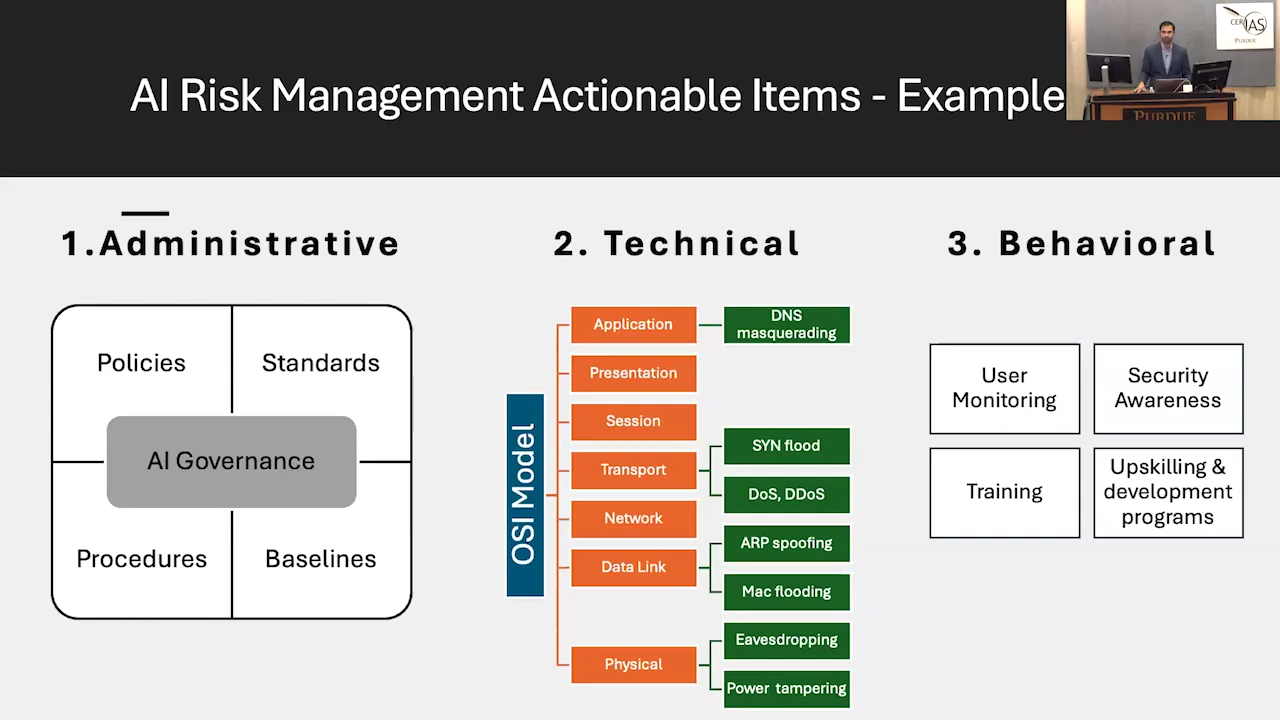 AI Risk Management Actionable Items - Example
CERIAS
PURDUE
PURDUE
1.Administrative
Policies
Standards
AI Governance
Procedures
Baselines
2. Technical
OSI Model
Application
DNS
masquerading
Presentation
Session
Transport
SYN flood
DoS, DDoS
Network
Data Link
ARP spoofing
Mac flooding
Physical
Eavesdropping
Power tampering
3. Behavioral
User
Monitoring
Security
Awareness
Training
Upskilling &
development
programs